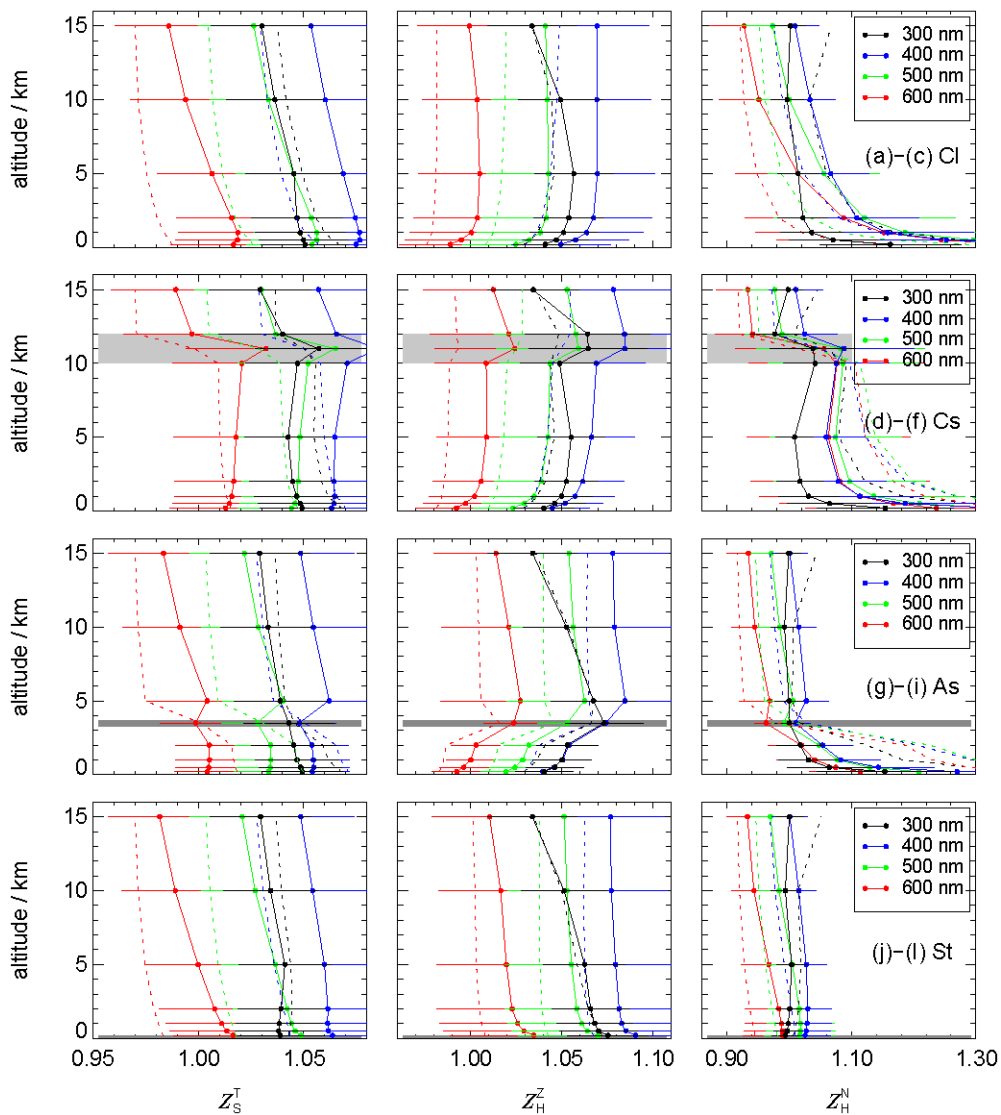 15
10
5
0
altitude / km
300 nm
400 nm
500 nm
600 nm
(a)−(c) Cl
15
10
5
0
altitude / km
300 nm
400 nm
500 nm
600 nm
(d)−(f) Cs
15
10
5
0
altitude / km
300 nm
400 nm
500 nm
600 nm
(g)−(i) As
15
10
5
0
altitude / km
300 nm
400 nm
500 nm
600 nm
(j)−(l) St
0.95 1.00 1.05 1.00 1.05 1.10 0.90 1.10 1.30
Z_S^T Z_H^Z Z_H^N